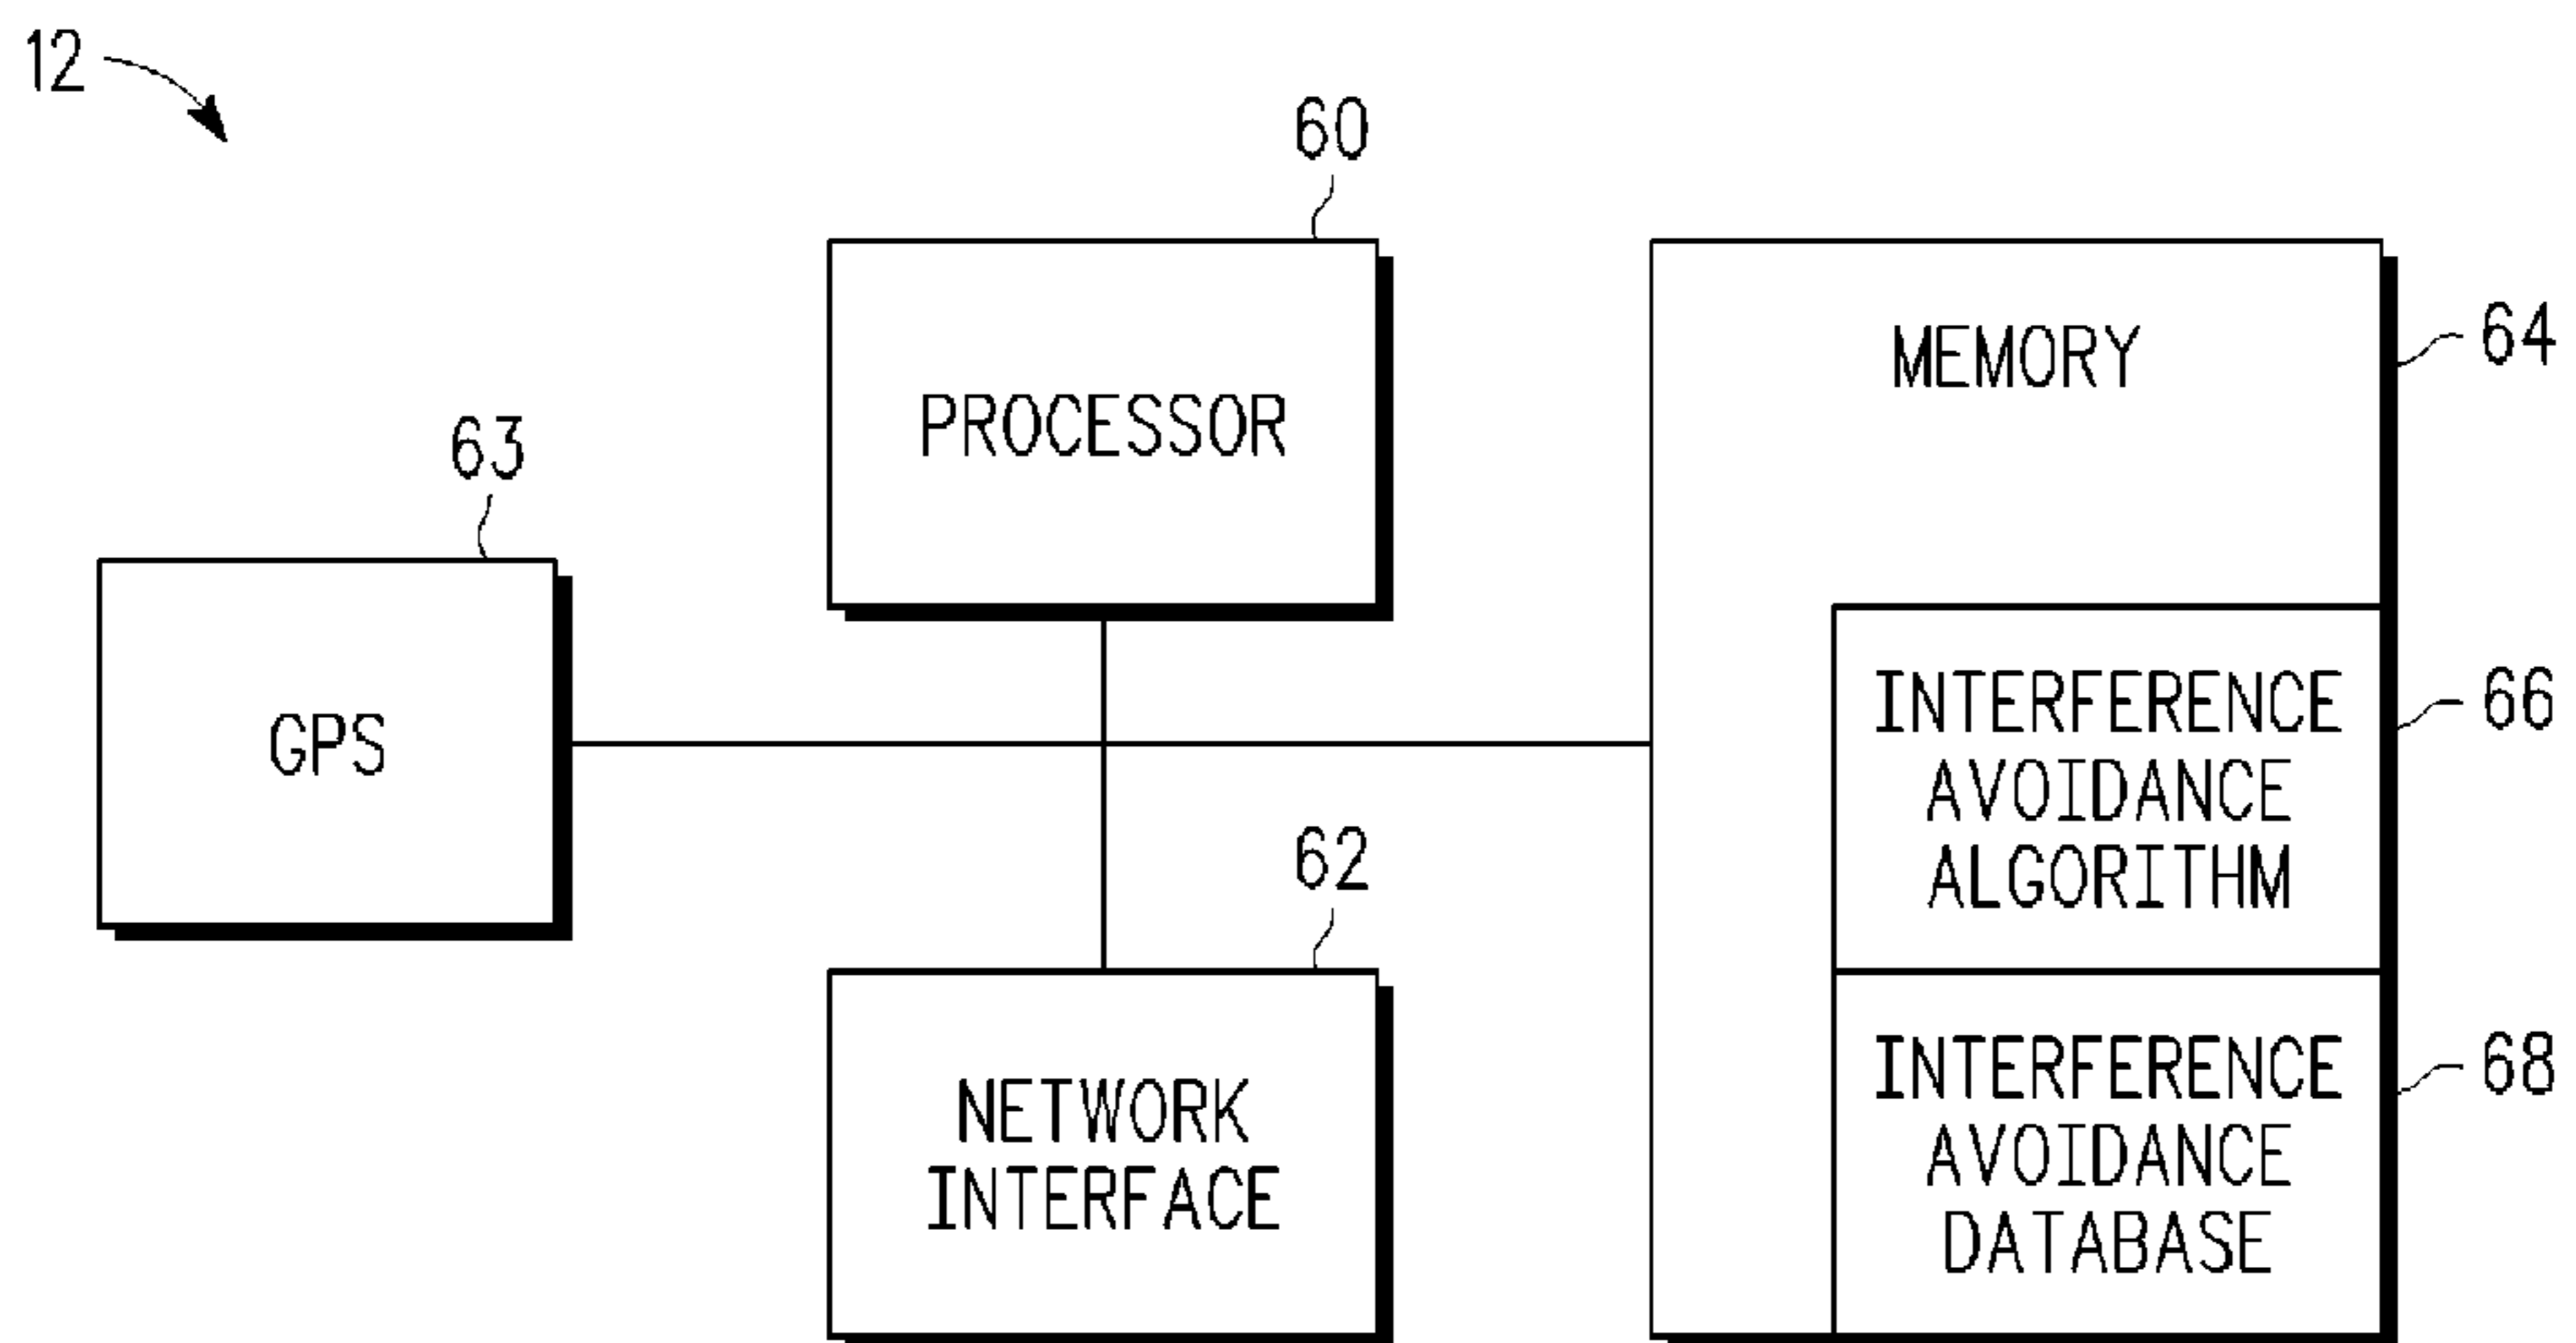 12
60
PROCESSOR
MEMORY
64
63
GPS
INTERFERENCE
AVOIDANCE
ALGORITHM
66
62
NETWORK
INTERFACE
INTERFERENCE
AVOIDANCE
DATABASE
68